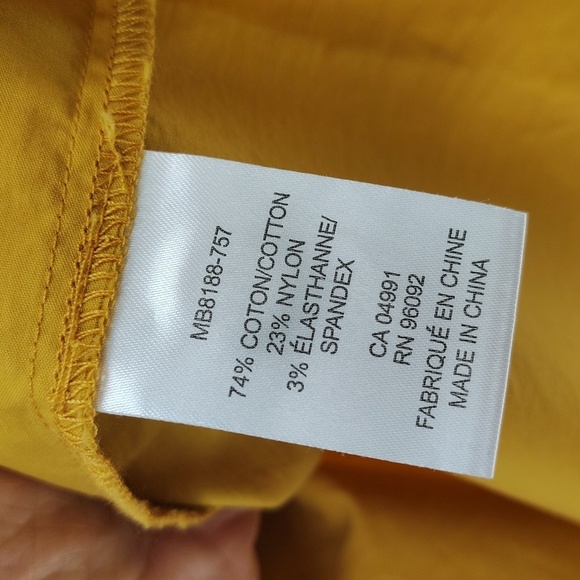 MB8188-757
74% COTON/COTTON
23% NYLON
3% ÉLASTHANNE/
SPANDEX
CA 04991
RN 96092
FABRIQUÉ EN CHINE
MADE IN CHINA